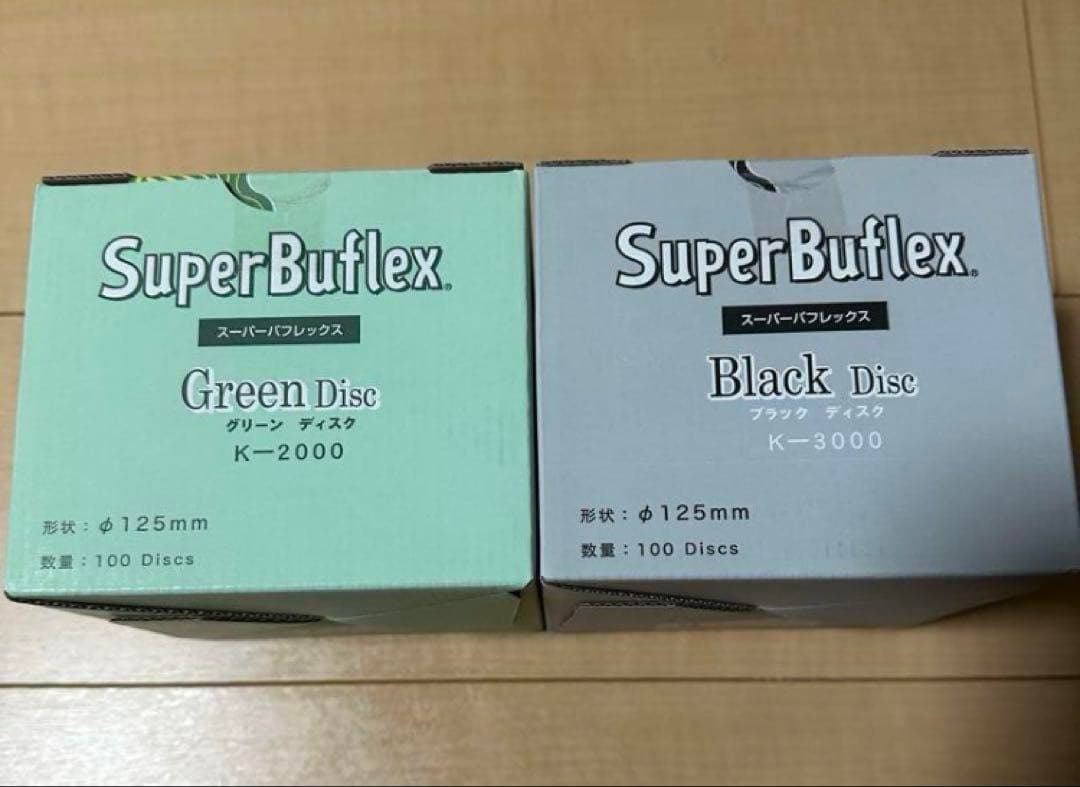 SuperBuflex®
スーパーバフレックス
Green Disc
グリーン ディスク
K－2000
形状：φ125mm
数量：100 Discs
SuperBuflex®
スーパーバフレックス
Black Disc
ブラック ディスク
K－3000
形状：φ125mm
数量：100 Discs